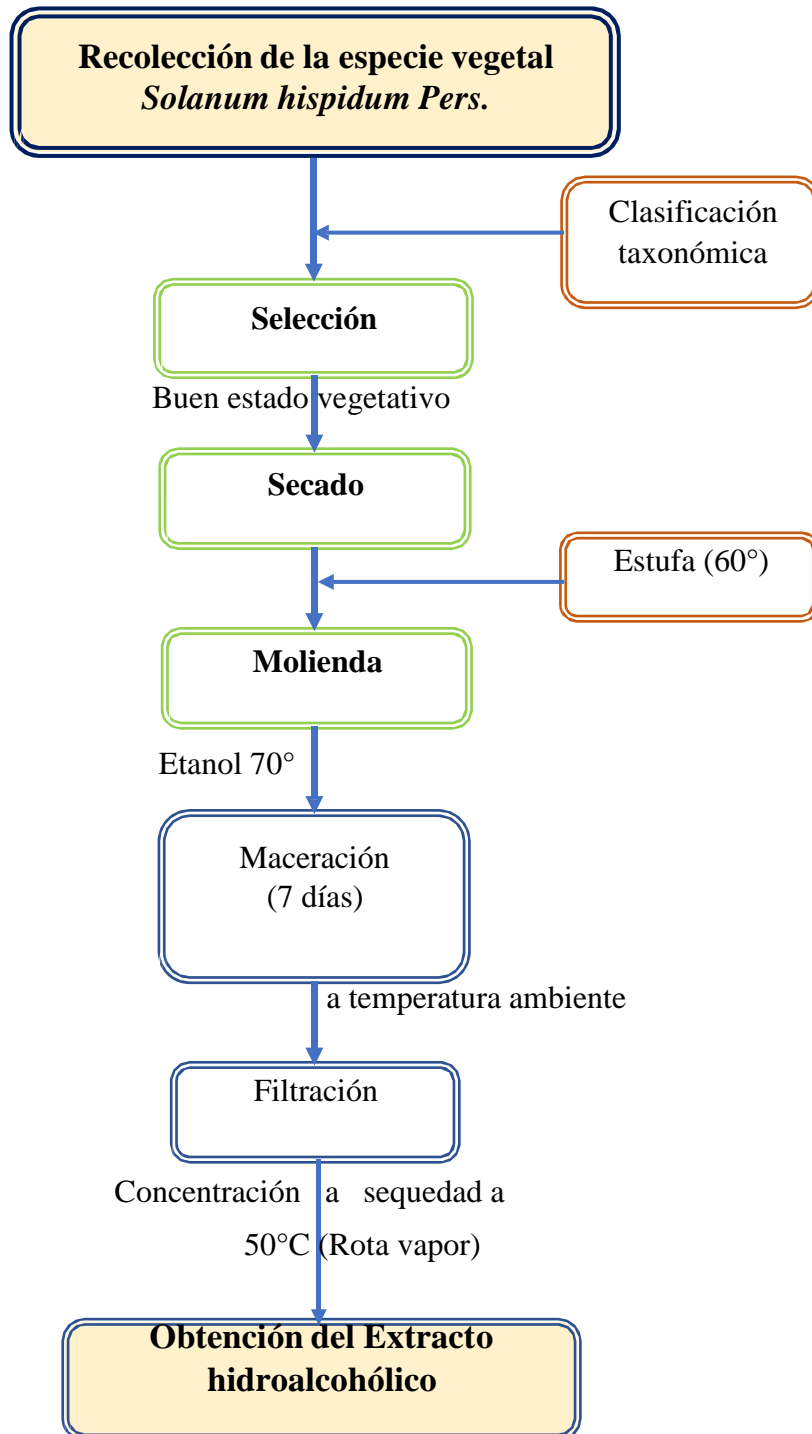 Recolección de la especie vegetal
Solanum hispidum Pers.
Clasificación
taxonómica
Selección
Buen estado vegetativo
Secado
Estufa (60°)
Molienda
Etanol 70°
Maceración
(7 días)
a temperatura ambiente
Filtración
Concentración a sequedad a
50°C (Rota vapor)
Obtención del Extracto
hidroalcohólico